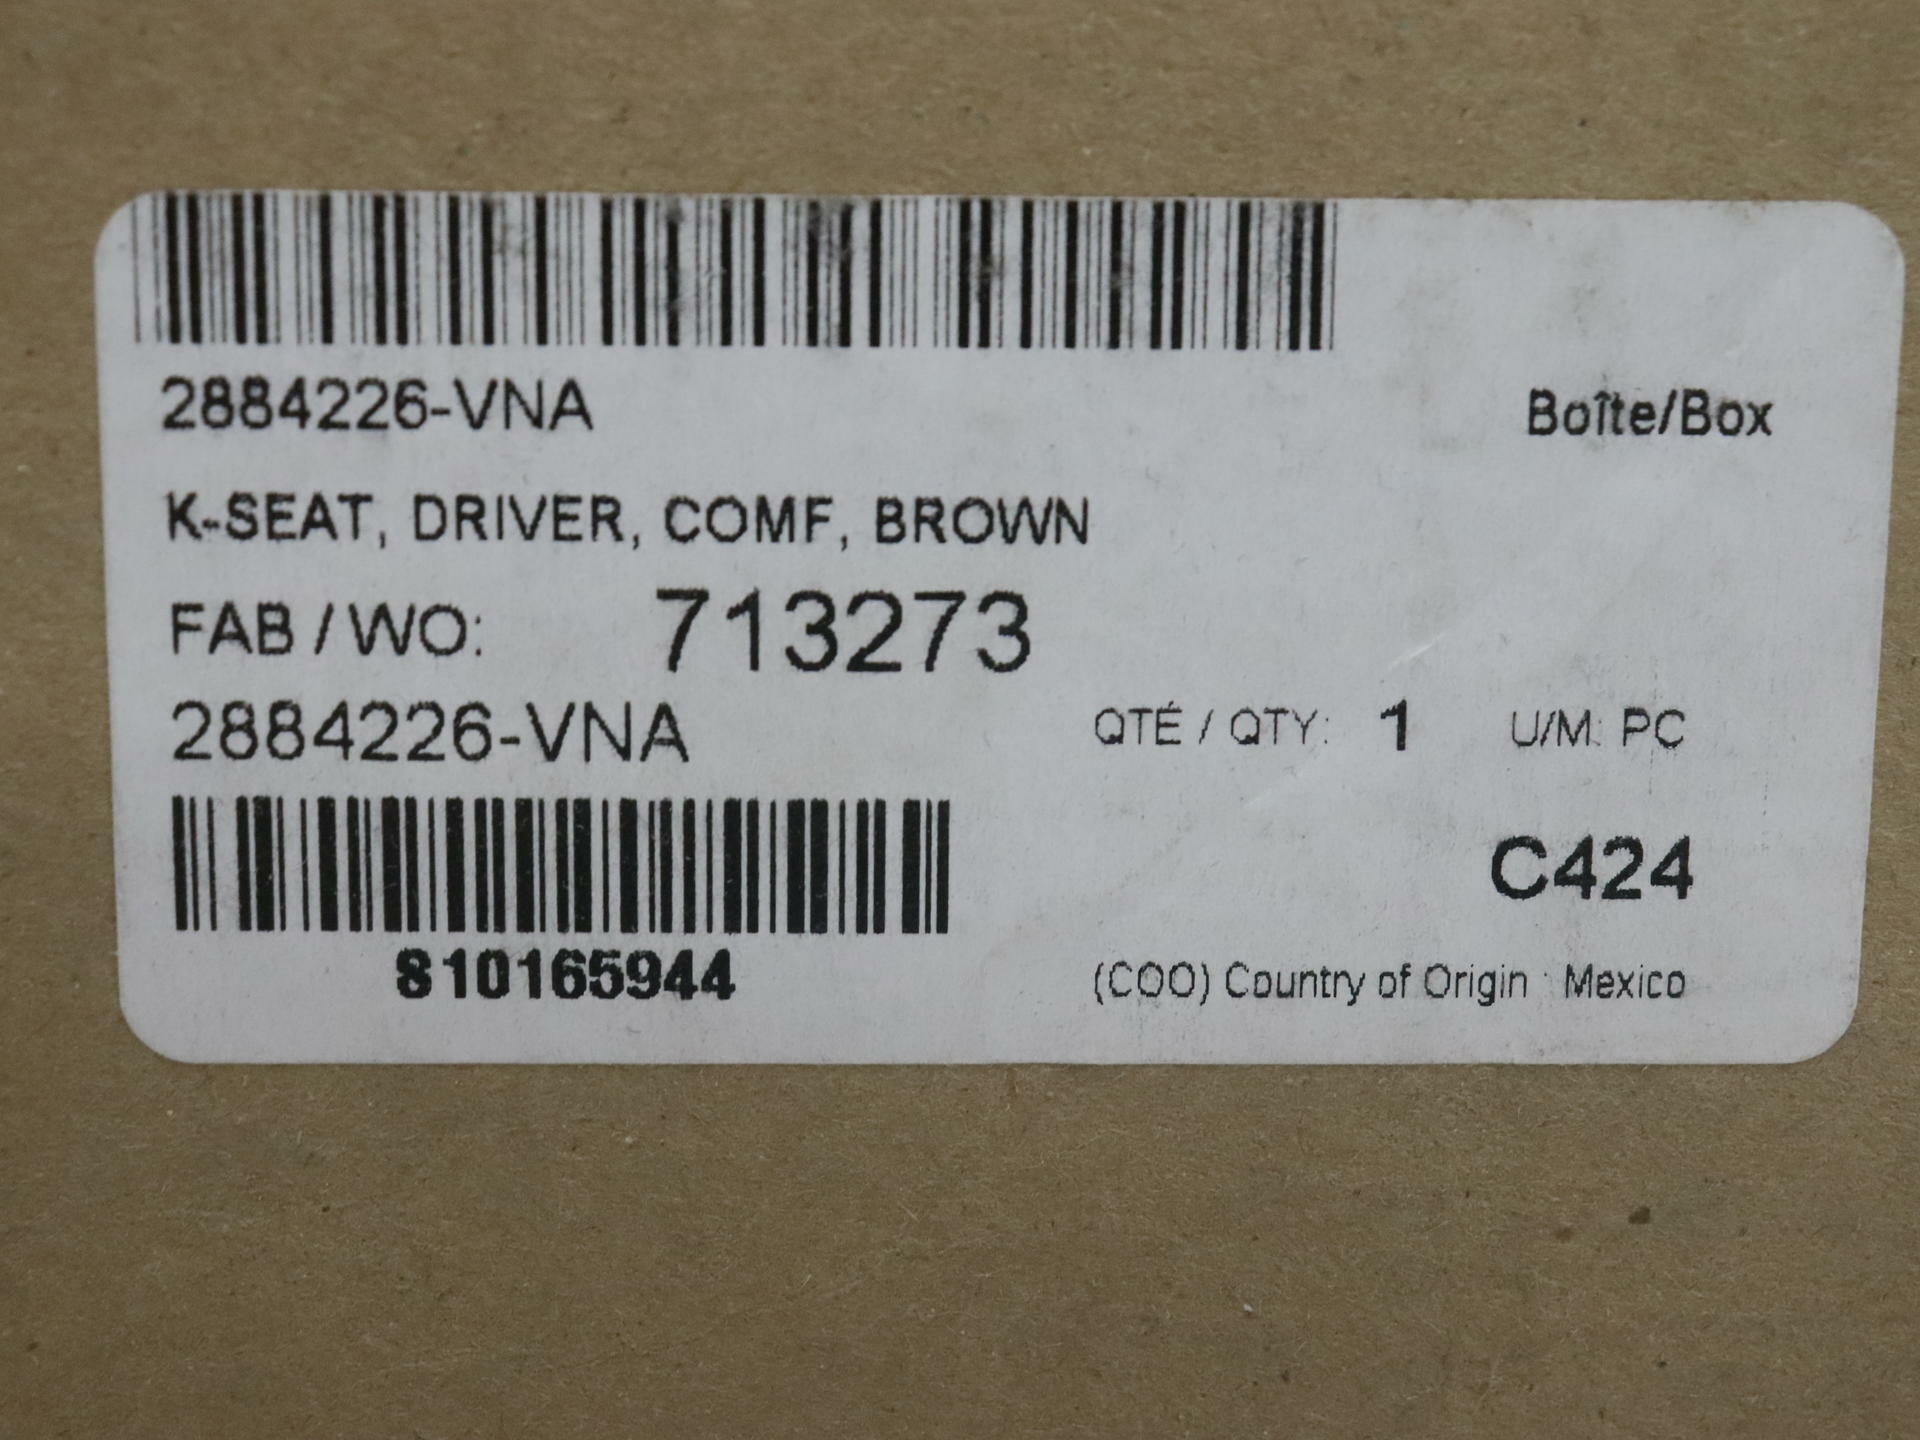 2884226-VNA
Boîte/Box
K-SEAT, DRIVER, COMF, BROWN
FAB / WO: 713273
2884226-VNA
QTÉ / QTY: 1 U/M: PC
C424
810165944
(COO) Country of Origin : Mexico